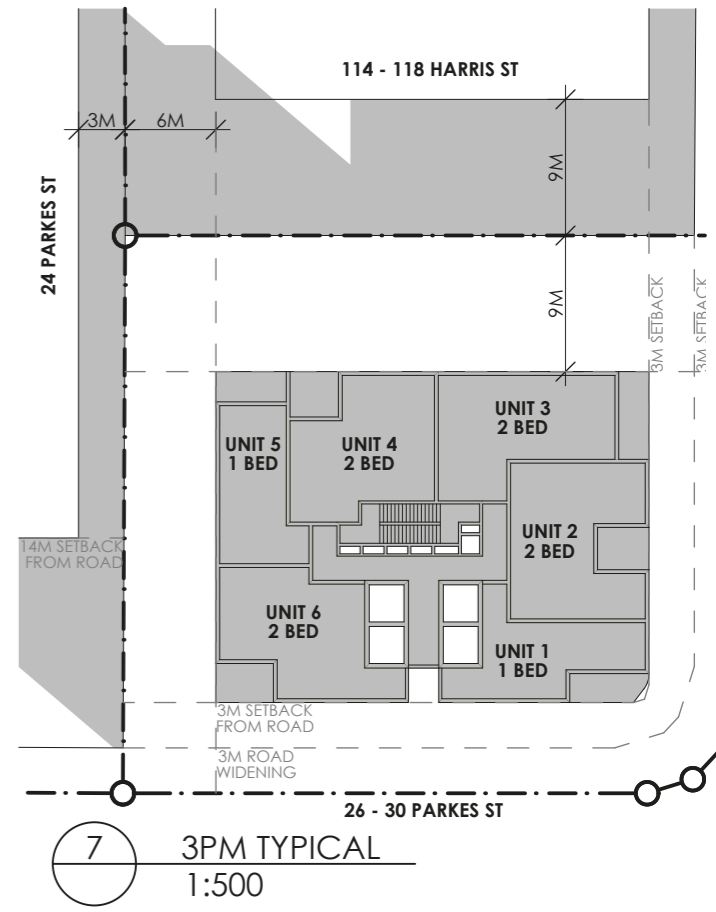 114 - 118 HARRIS ST
3M
6M
9M
24 PARKES ST
9M
3M SETBACK
3M SETBACK
UNIT 3
2 BED
UNIT 5
1 BED
UNIT 4
2 BED
UNIT 2
2 BED
14M SETBACK
FROM ROAD
UNIT 6
2 BED
UNIT 1
1 BED
3M SETBACK
FROM ROAD
3M ROAD
WIDENING
26 - 30 PARKES ST
7
3PM TYPICAL
1:500